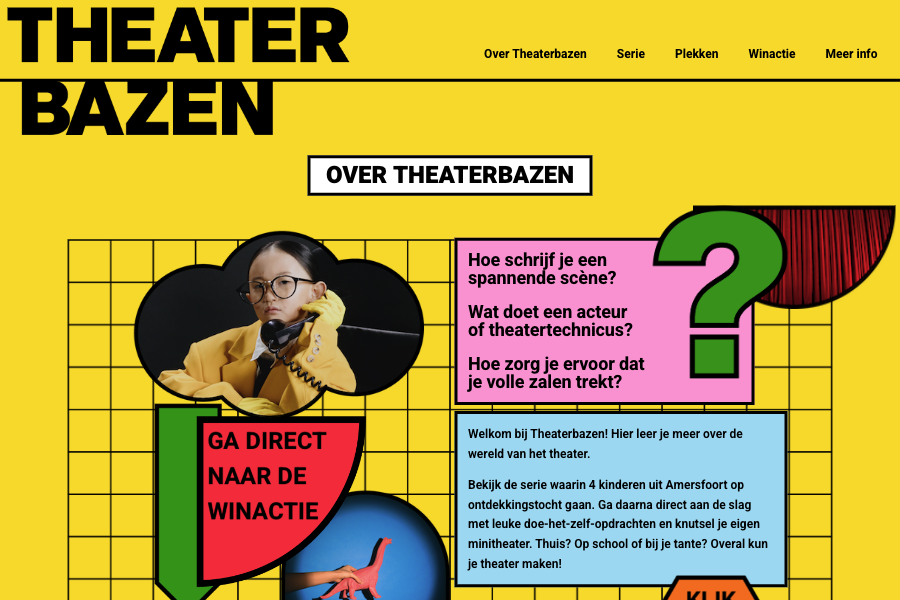 THEATER
BAZEN
Over Theaterbazen
Serie
Plekken
Winactie
Meer info
OVER THEATERBAZEN
Hoe schrijf je een
spannende scène?
Wat doet een acteur
of theatertechnicus?
Hoe zorg je ervoor dat
je volle zalen trekt?
?
GA DIRECT
NAAR DE
WINACTIE
Welkom bij Theaterbazen! Hier leer je meer over de
wereld van het theater.
Bekijk de serie waarin 4 kinderen uit Amersfoort op
ontdekkingstocht gaan. Ga daarna direct aan de slag
met leuke doe-het-zelf-opdrachten en knutsel je eigen
minitheater. Thuis? Op school of bij je tante? Overal kun
je theater maken!
KLIK